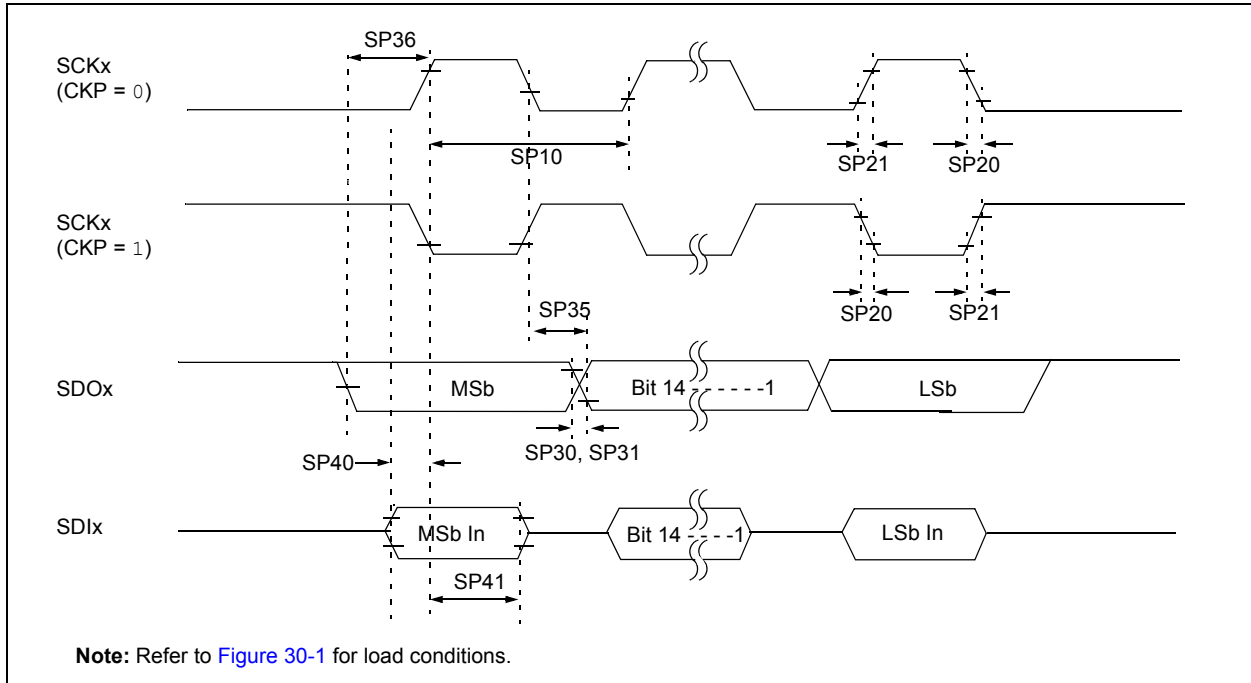 SP36
SCKx
(CKP = 0)
SP10
SP21
SP20
SCKx
(CKP = 1)
SP35
SP20
SP21
SDOx
MSb
Bit 14 - - - - - -1
LSb
SP40
SP30, SP31
SDIx
MSb In
Bit 14 - - - - -1
LSb In
SP41
Note: Refer to Figure 30-1 for load conditions.